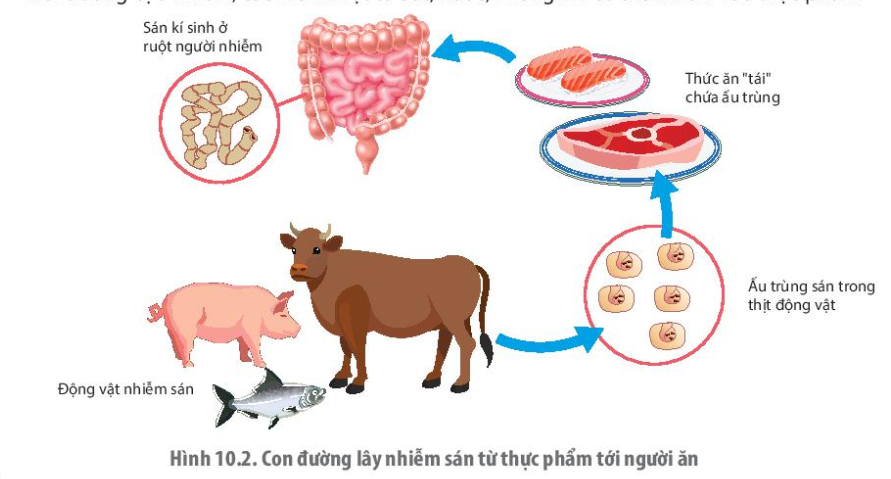 Sán kí sinh ở
ruột người nhiễm
Thức ăn "tái"
chứa ấu trùng
Ấu trùng sán trong
thịt động vật
Động vật nhiễm sán
Hình 10.2. Con đường lây nhiễm sán từ thực phẩm tới người ăn